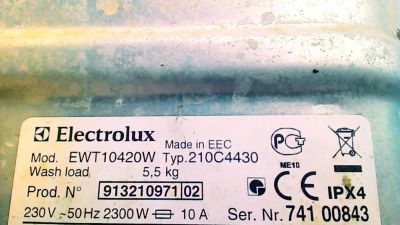 Electrolux Made in EEC
Mod. EWT10420W Typ.210C4430
Wash load 5,5 kg
ME10
Prod. N° 913210971 02
CE IPX4
230 V ~50 Hz 2300 W 10 A Ser. Nr. 741 00843